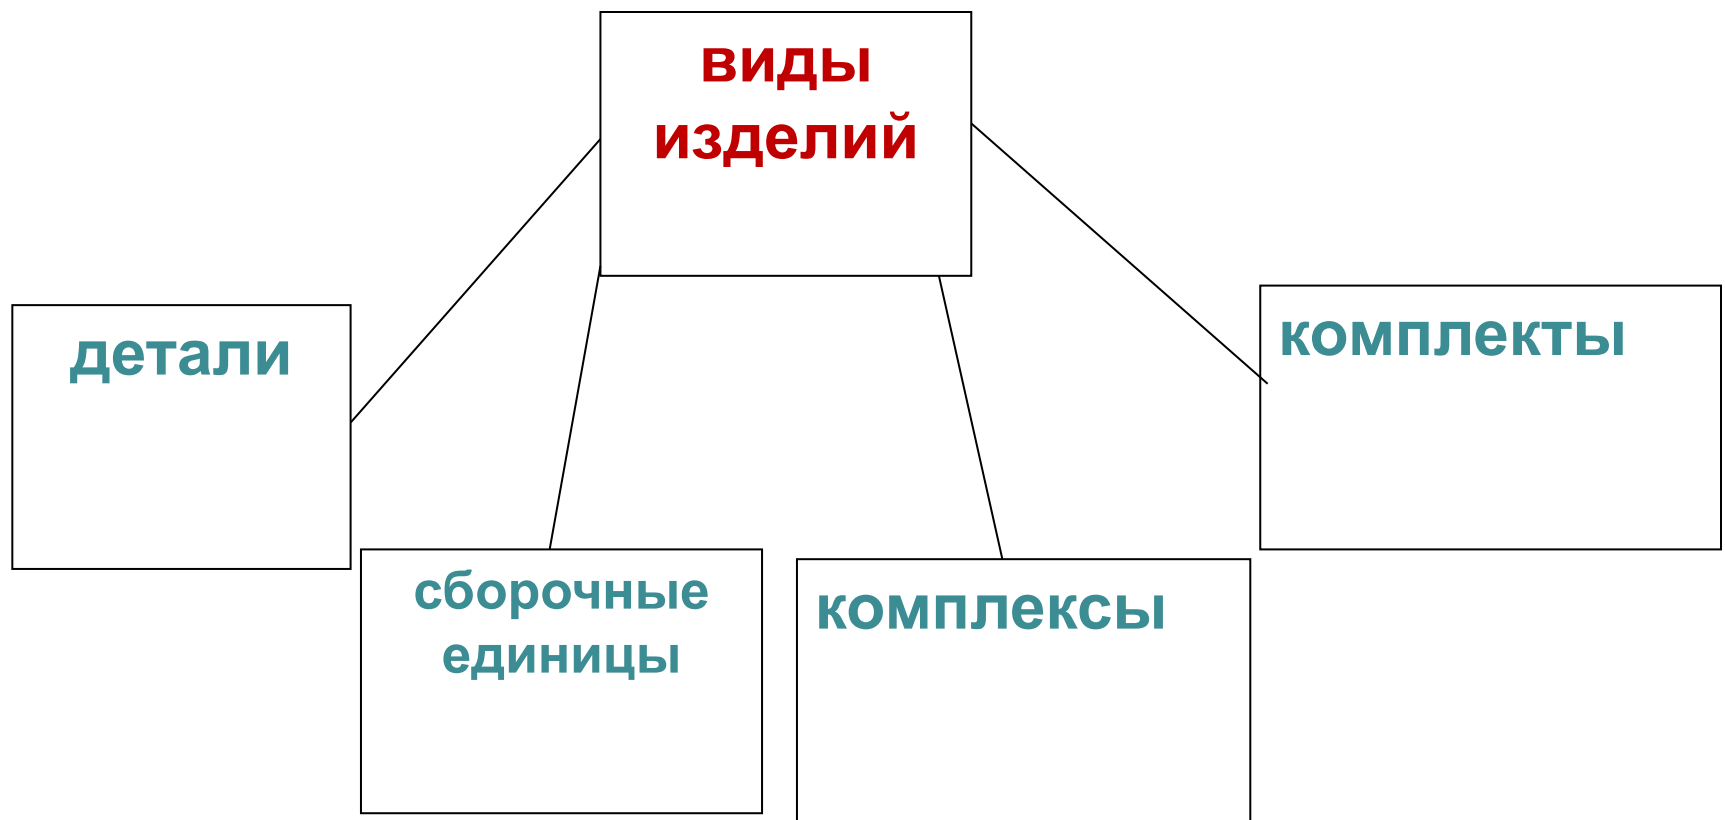 виды
изделий
детали
комплекты
сборочные
единицы
комплексы